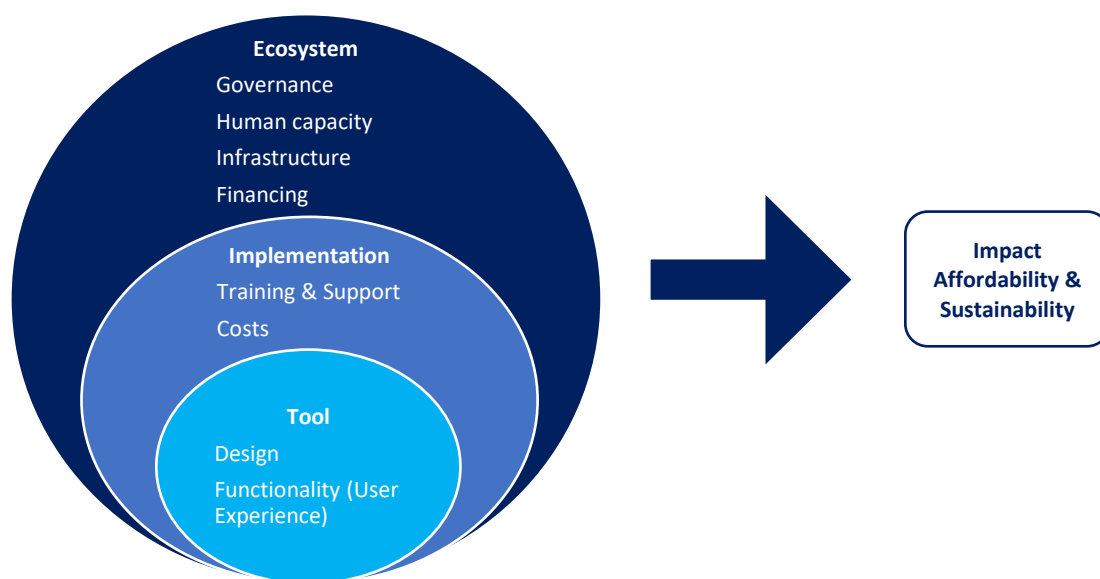 Ecosystem
Governance
Human capacity
Infrastructure
Financing
Implementation
Training & Support
Costs
Tool
Design
Functionality (User
Experience)
Impact
Affordability &
Sustainability